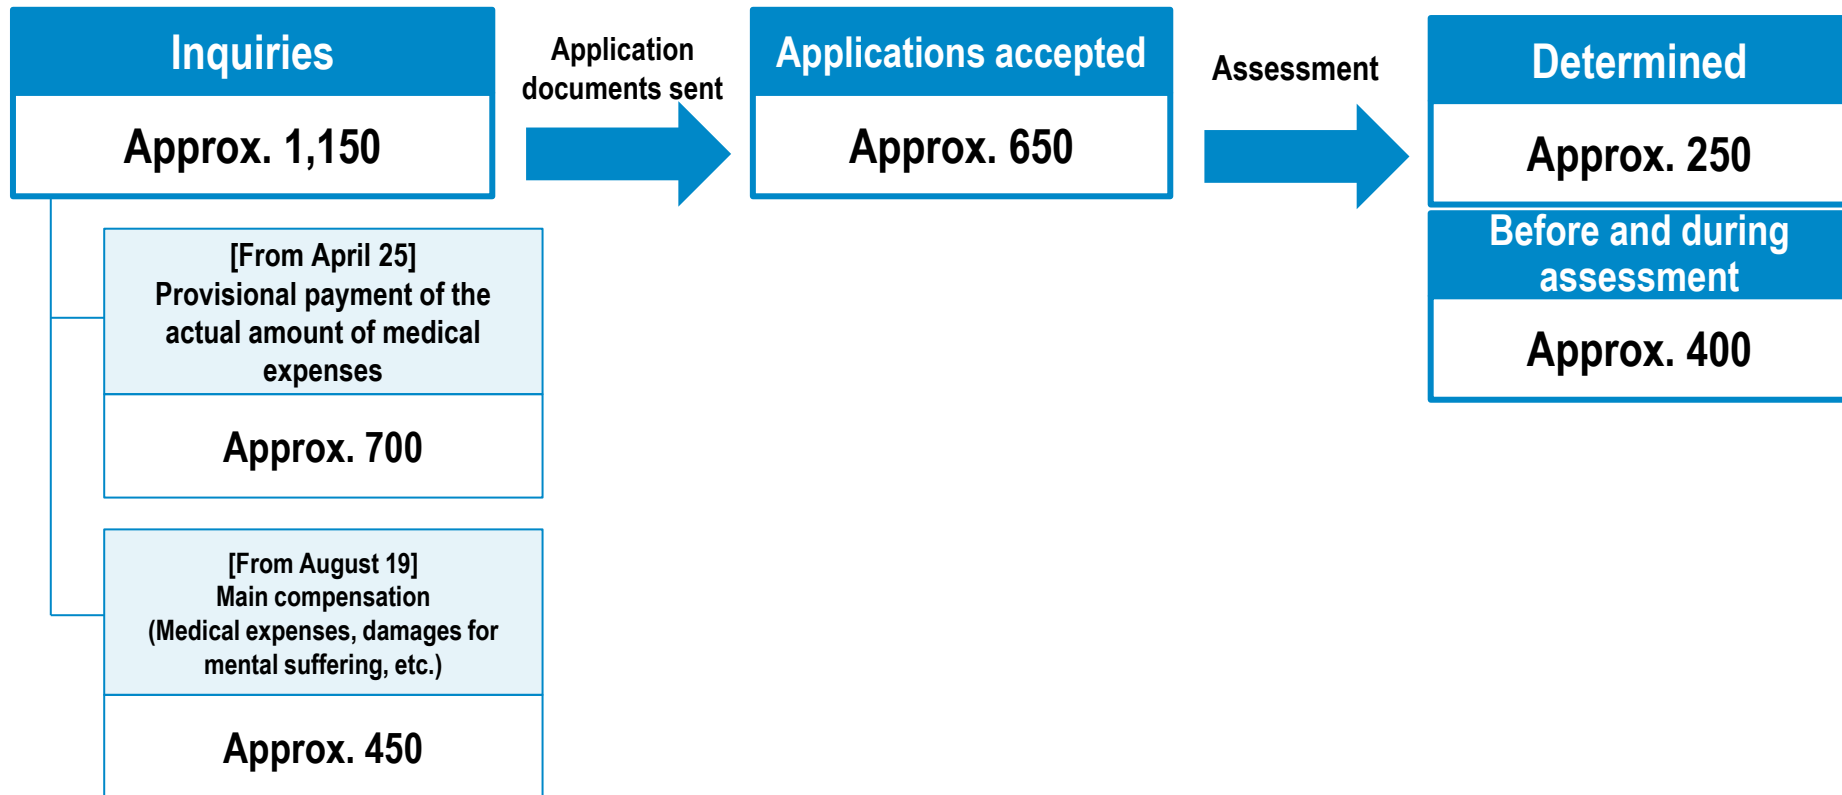 Inquiries
Approx. 1,150
Application
documents sent
Applications accepted
Approx. 650
Assessment
Determined
Approx. 250
Before and during
assessment
Approx. 400
[From April 25]
Provisional payment of the
actual amount of medical
expenses
Approx. 700
[From August 19]
Main compensation
(Medical expenses, damages for
mental suffering, etc.)
Approx. 450